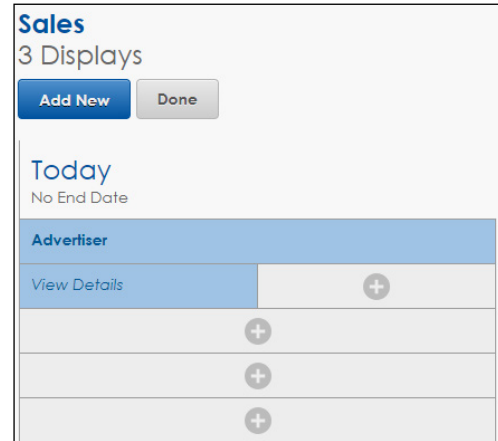 Sales
3 Displays
Add New Done
Today
No End Date
Advertiser
View Details